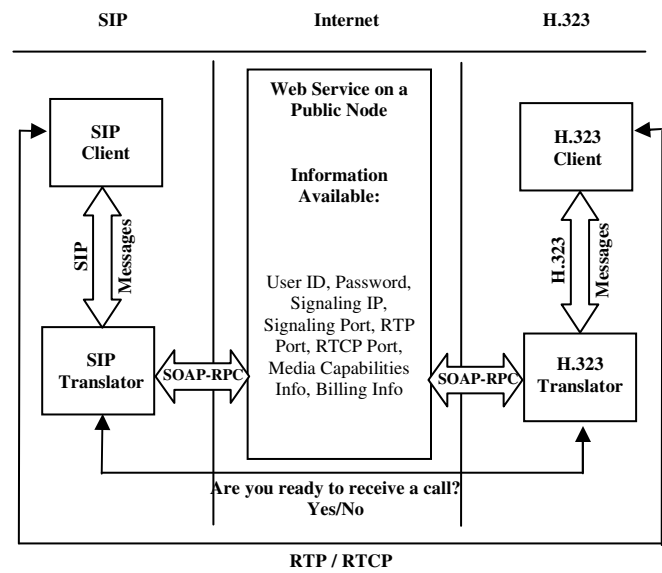 SIP
Internet
H.323
Web Service on a
Public Node
SIP
Client
H.323
Client
Information
Available:
SIP
Messages
H.323
Messages
User ID, Password,
Signaling IP,
Signaling Port, RTP
Port, RTCP Port,
Media Capabilities
Info, Billing Info
SIP
Translator
SOAP-RPC
SOAP-RPC
H.323
Translator
Are you ready to receive a call?
Yes/No
RTP / RTCP